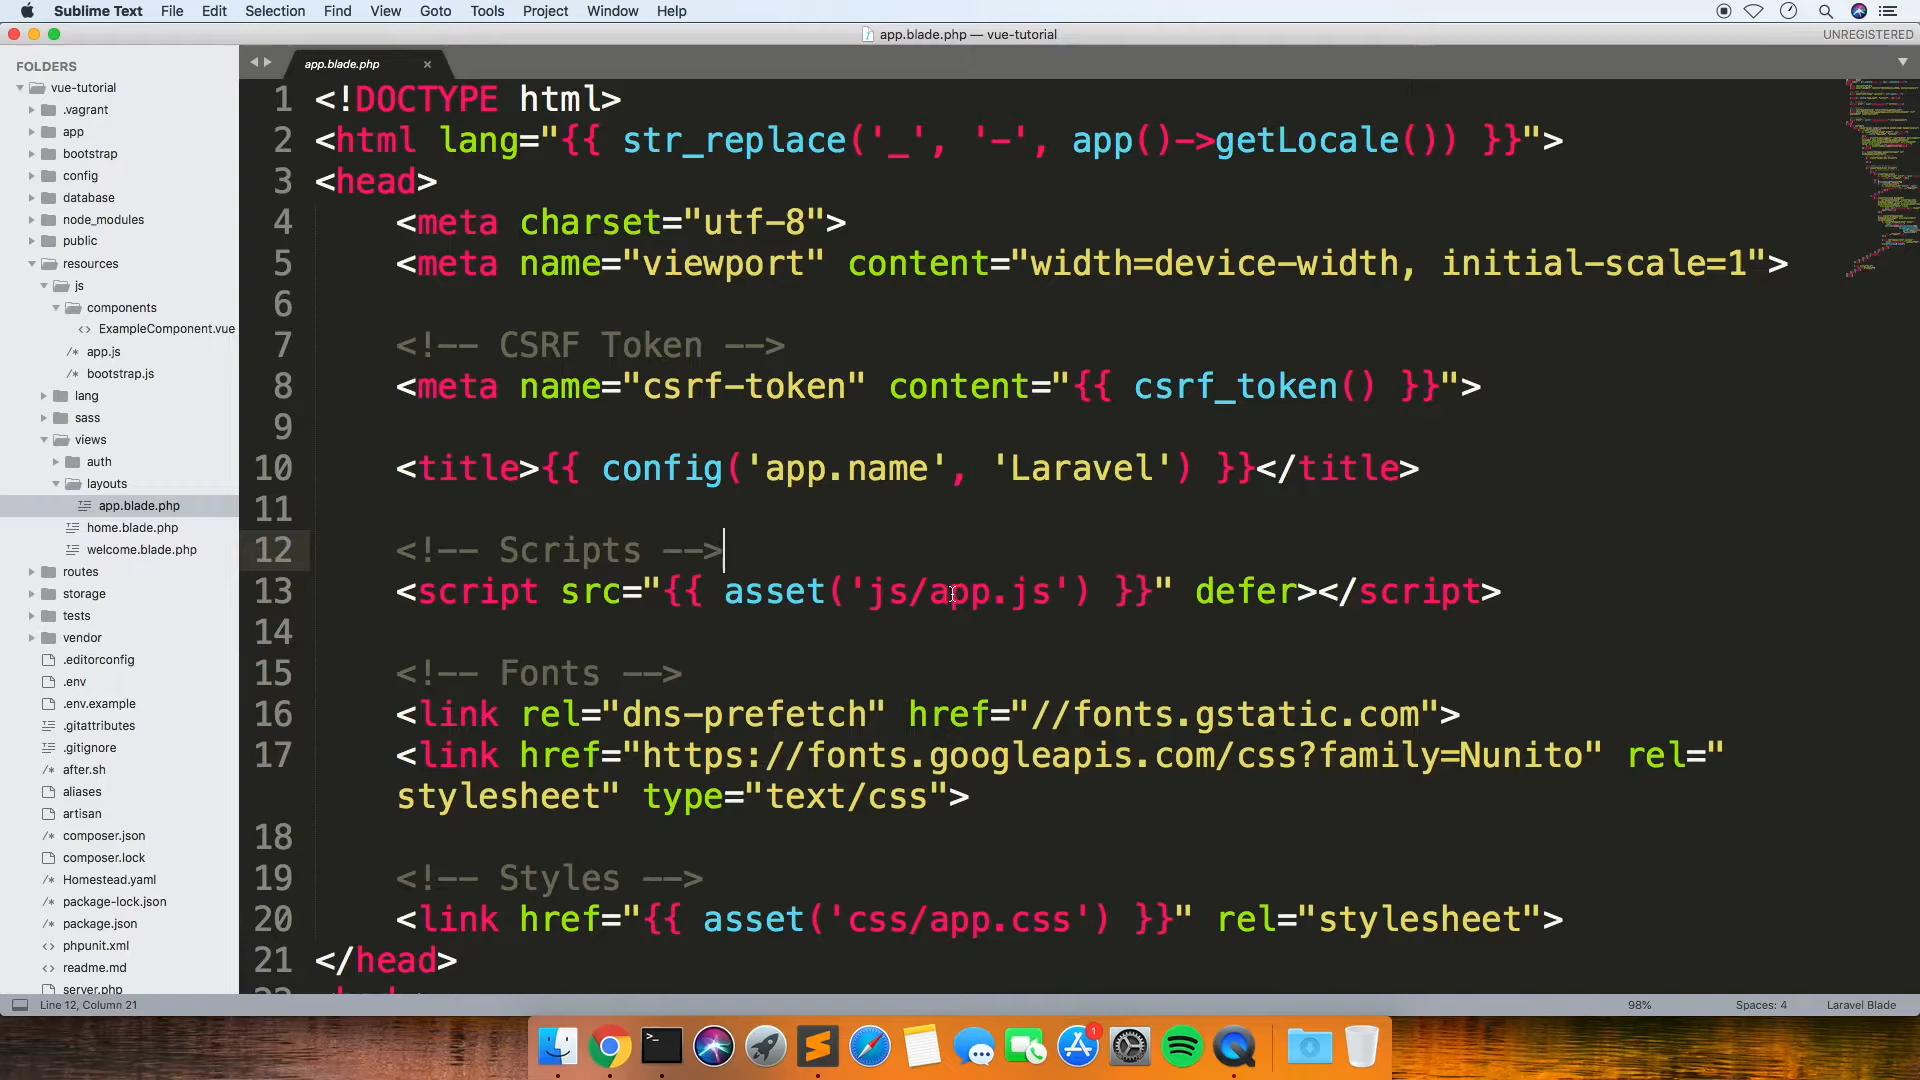 Sublime Text File Edit Selection Find View Goto Tools Project Window Help
app.blade.php — vue-tutorial
UNREGISTERED
FOLDERS
vue-tutorial
.vagrant
app
bootstrap
config
database
node_modules
public
resources
js
components
ExampleComponent.vue
app.js
bootstrap.js
lang
sass
views
auth
layouts
app.blade.php
home.blade.php
welcome.blade.php
routes
storage
tests
vendor
.editorconfig
.env
.env.example
.gitattributes
.gitignore
after.sh
aliases
artisan
composer.json
composer.lock
Homestead.yaml
package-lock.json
package.json
phpunit.xml
readme.md
server.php
app.blade.php
1 <!DOCTYPE html>
2 <html lang="{{ str_replace('_', '-', app()->getLocale()) }}">
3 <head>
4 <meta charset="utf-8">
5 <meta name="viewport" content="width=device-width, initial-scale=1">
6
7 <!-- CSRF Token -->
8 <meta name="csrf-token" content="{{ csrf_token() }}">
9
10 <title>{{ config('app.name', 'Laravel') }}</title>
11
12 <!-- Scripts -->
13 <script src="{{ asset('js/app.js') }}" defer></script>
14
15 <!-- Fonts -->
16 <link rel="dns-prefetch" href="//fonts.gstatic.com">
17 <link href="https://fonts.googleapis.com/css?family=Nunito" rel="
stylesheet" type="text/css">
18
19 <!-- Styles -->
20 <link href="{{ asset('css/app.css') }}" rel="stylesheet">
21 </head>
Line 12, Column 21
98%
Spaces: 4
Laravel Blade
1